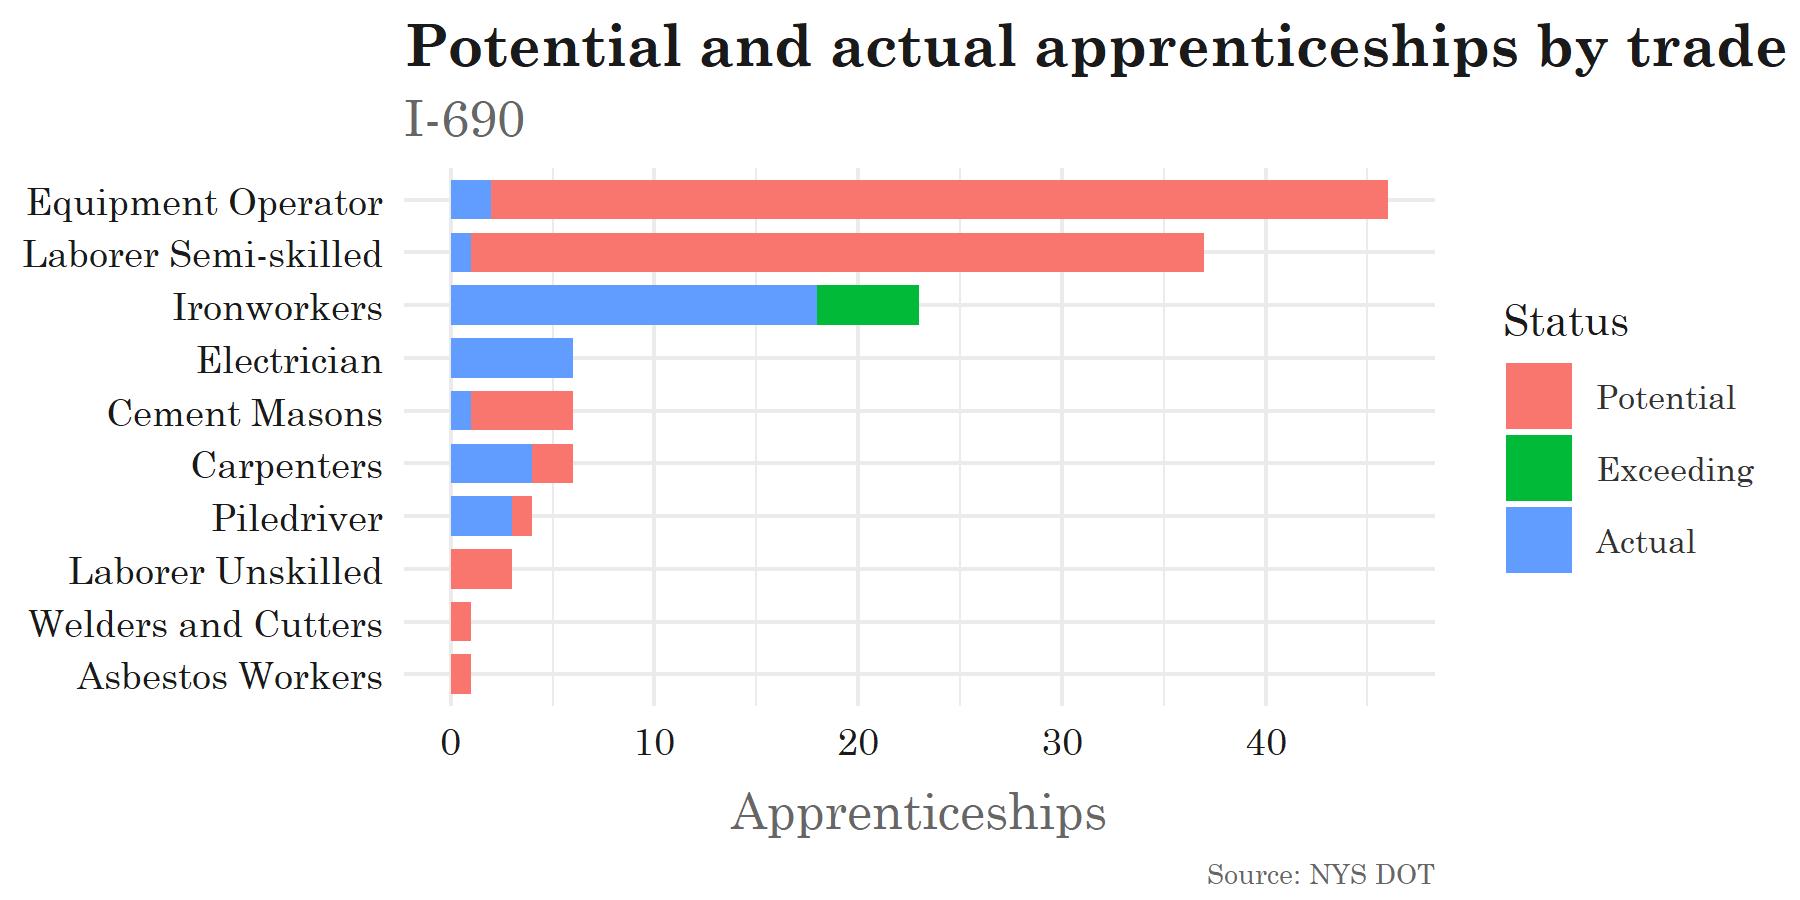 Potential and actual apprenticeships by trade
I-690
Equipment Operator
Laborer Semi-skilled
Ironworkers
Electrician
Cement Masons
Carpenters
Piledriver
Laborer Unskilled
Welders and Cutters
Asbestos Workers
0 10 20 30 40
Apprenticeships
Status
Potential
Exceeding
Actual
Source: NYS DOT